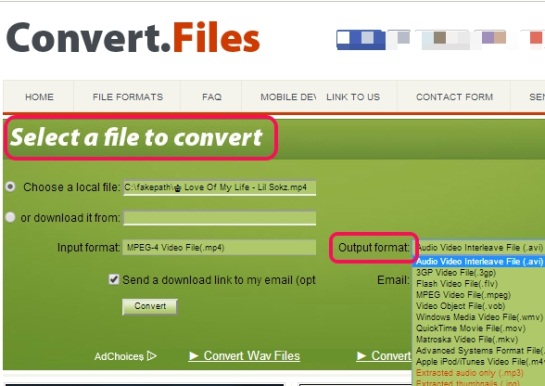 Convert.Files
HOME FILE FORMATS FAQ MOBILE DEV LINK TO US CONTACT FORM SEN
Select a file to convert
Choose a local file: C:\fakepath\ Love Of My Life - Lil Sokz.mp4
or download it from:
Input format: MPEG-4 Video File(.mp4) Output format: Audio Video Interleave File (.avi)
Audio Video Interleave File (.avi)
3GP Video File(.3gp)
Send a download link to my email (opt Email: Flash Video File(.flv)
MPEG Video File(.mpeg)
Video Object File(.vob)
Convert Windows Media Video File(.wmv)
QuickTime Movie File(.mov)
Matroska Video File(.mkv)
Advanced Systems Format File(.
AdChoices Convert Wav Files Conver Apple iPod/iTunes Video File(.m4v
Extracted audio only (.mp3)
Extracted thumbnails (.jpg)